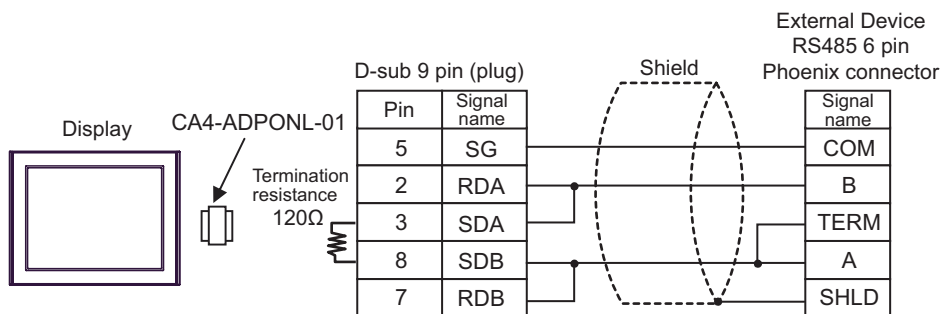 External Device
RS485 6 pin
Phoenix connector
D-sub 9 pin (plug)
Shield
Display
CA4-ADPONL-01
Pin
Signal
name
Signal
name
5
SG
COM
Termination
resistance
120Ω
2
RDA
B
3
SDA
TERM
8
SDB
A
7
RDB
SHLD